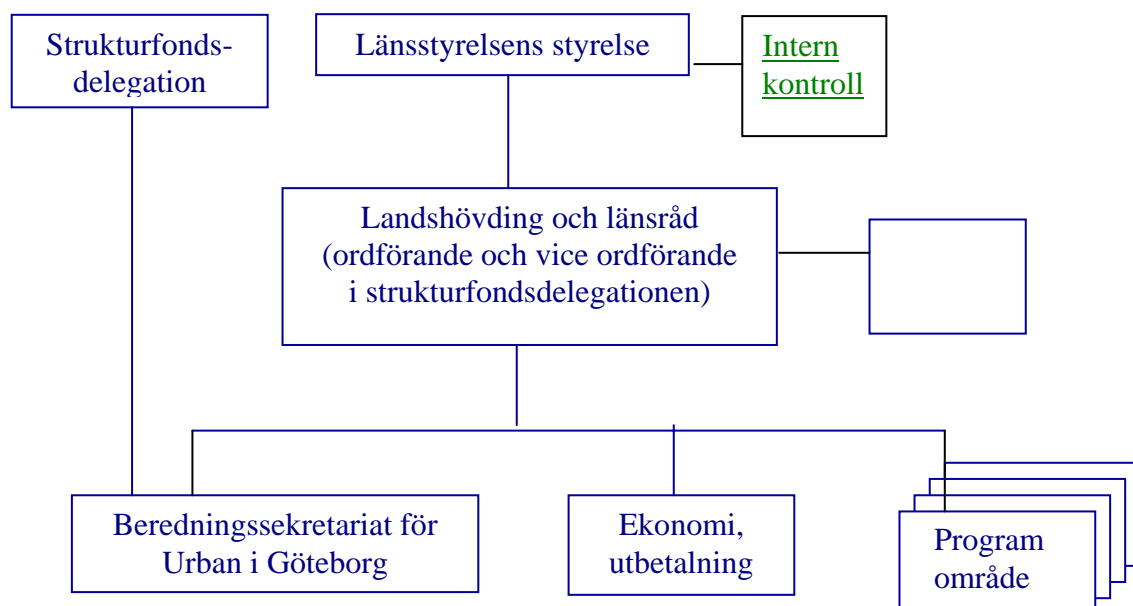 Strukturfonds-
delegation
Länsstyrelsens styrelse
Intern
kontroll
Landshövding och länsråd
(ordförande och vice ordförande
i strukturfondsdelegationen)
Beredningssekretariat för
Urban i Göteborg
Ekonomi,
utbetalning
Program
område